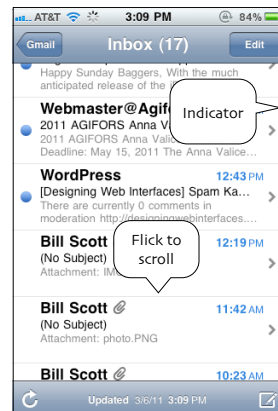 AT&T 3:09 PM 84%
Gmail Inbox (17) Edit
Happy Sunday Baggers, With the much
anticipated release of the i
Webmaster@Agif
Indicator
2011 AGIFORS Anna V
2011 AGIFORS Anna Valic
Deadline: May 15, 2011 The Anna Valice...
WordPress 12:43 PM
[Designing Web Interfaces] Spam Ka...
There are currently 0 comments in
moderation http://designingwebinterfaces....
Bill Scott 12:19 PM
Flick to
scroll
(No Subject)
Attachment: IM
Bill Scott 11:42 AM
(No Subject)
Attachment: photo.PNG
Bill Scott 10:23 AM
Updated 3/6/11 3:09 PM